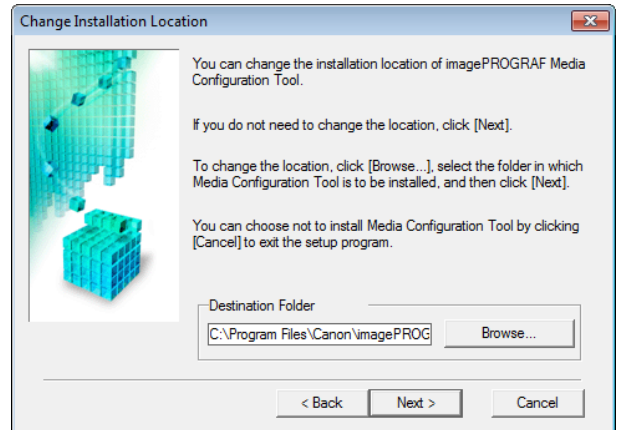 Change Installation Location
You can change the installation location of imagePROGRAF Media
Configuration Tool.
If you do not need to change the location, click [Next].
To change the location, click [Browse...], select the folder in which
Media Configuration Tool is to be installed, and then click [Next].
You can choose not to install Media Configuration Tool by clicking
[Cancel] to exit the setup program.
Destination Folder
C:\Program Files\Canon\imagePROG
Browse...
< Back
Next >
Cancel